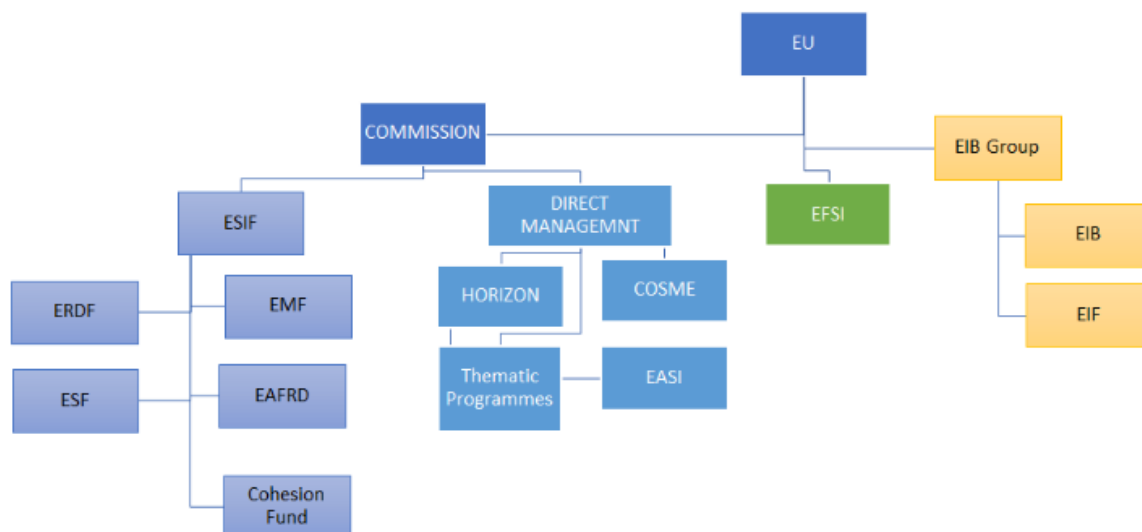 EU
COMMISSION
EIB Group
ESIF
DIRECT
MANAGEMNT
EFSI
EIB
ERDF
EMF
HORIZON
COSME
EIF
ESF
EAFRD
Thematic
Programmes
EASI
Cohesion
Fund